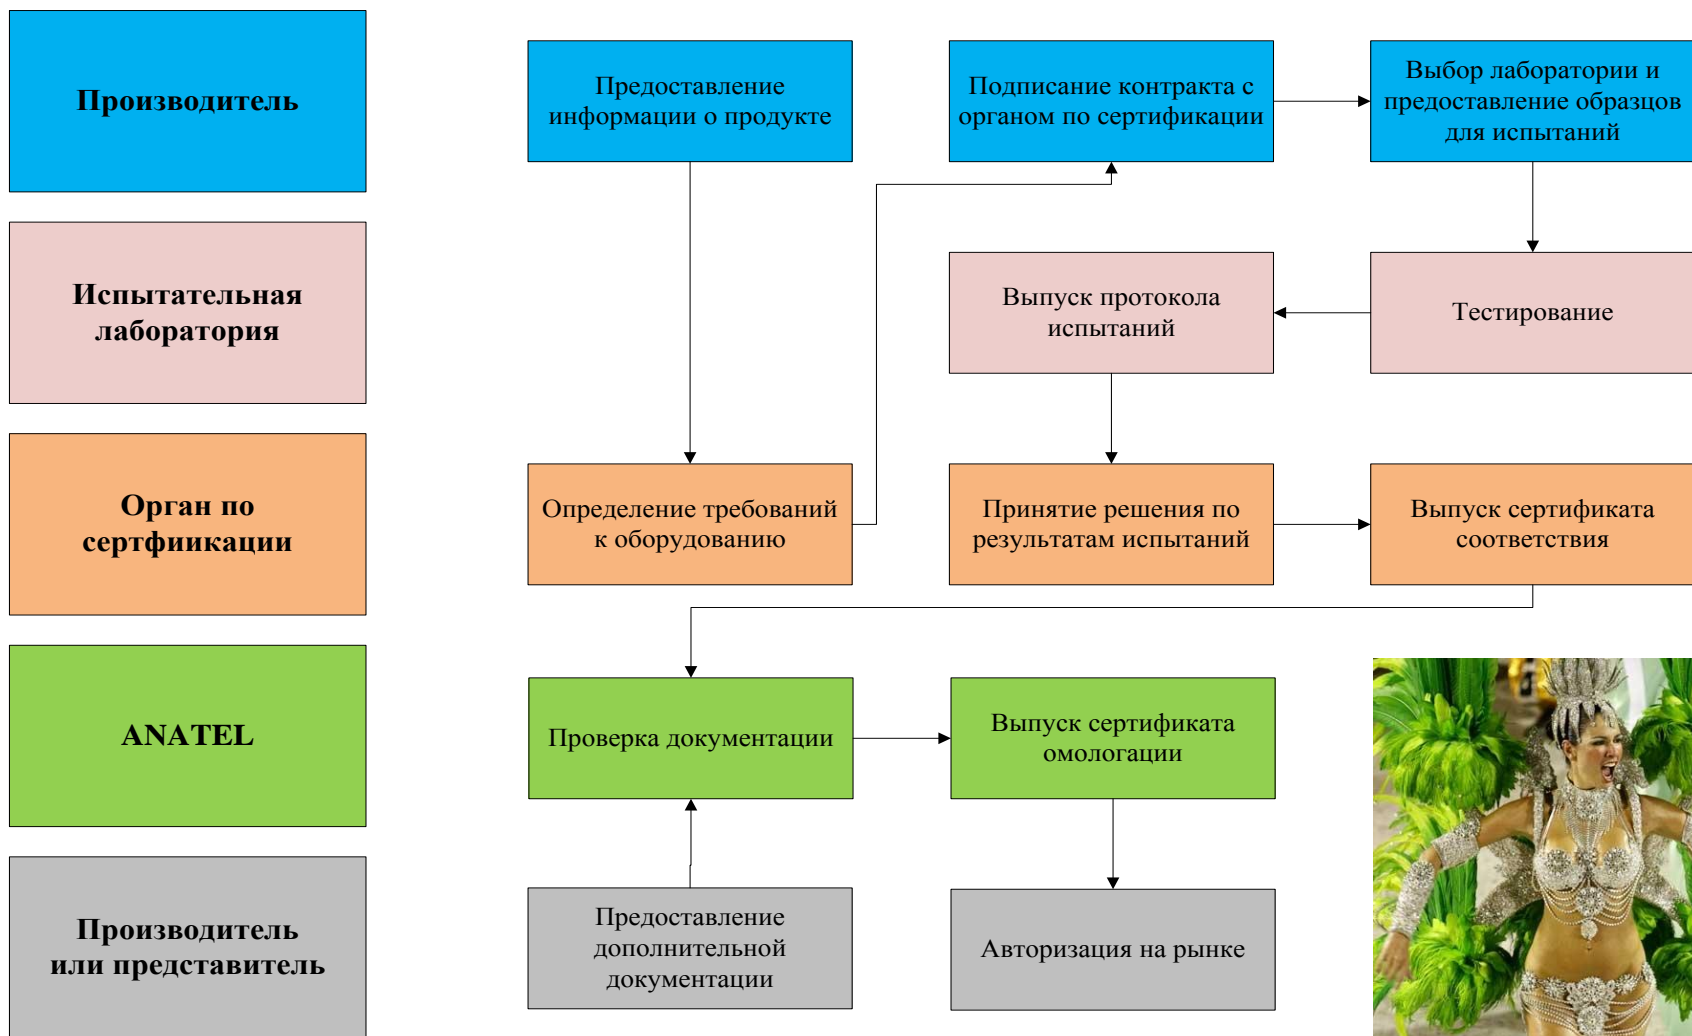 Производитель
Предоставление
информации о продукте
Подписание контракта с
органом по сертификации
Выбор лаборатории и
предоставление образцов
для испытаний
Испытательная
лаборатория
Выпуск протокола
испытаний
Тестирование
Орган по
сертфиикации
Определение требований
к оборудованию
Принятие решения по
результатам испытаний
Выпуск сертификата
соответствия
ANATEL
Проверка документации
Выпуск сертификата
омологации
Производитель
или представитель
Предоставление
дополнительной
документации
Авторизация на рынке